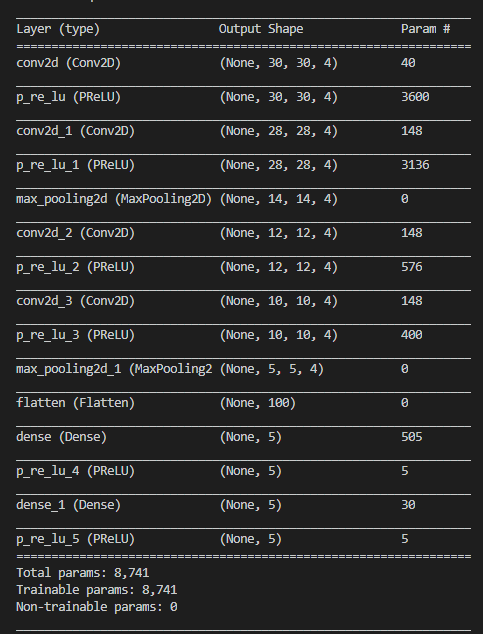 Layer (type) Output Shape Param #
=================================================================
conv2d (Conv2D) (None, 30, 30, 4) 40
p_re_lu (PReLU) (None, 30, 30, 4) 3600
conv2d_1 (Conv2D) (None, 28, 28, 4) 148
p_re_lu_1 (PReLU) (None, 28, 28, 4) 3136
max_pooling2d (MaxPooling2D) (None, 14, 14, 4) 0
conv2d_2 (Conv2D) (None, 12, 12, 4) 148
p_re_lu_2 (PReLU) (None, 12, 12, 4) 576
conv2d_3 (Conv2D) (None, 10, 10, 4) 148
p_re_lu_3 (PReLU) (None, 10, 10, 4) 400
max_pooling2d_1 (MaxPooling2 (None, 5, 5, 4) 0
flatten (Flatten) (None, 100) 0
dense (Dense) (None, 5) 505
p_re_lu_4 (PReLU) (None, 5) 5
dense_1 (Dense) (None, 5) 30
p_re_lu_5 (PReLU) (None, 5) 5
=================================================================
Total params: 8,741
Trainable params: 8,741
Non-trainable params: 0